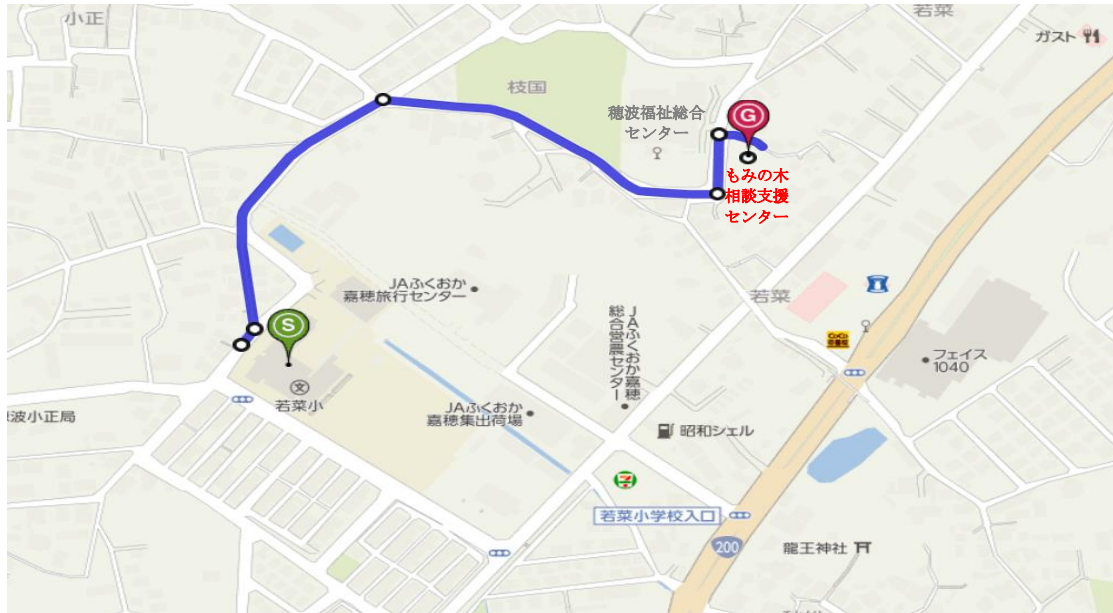 小正
若菜
ガスト
枝国
穂波福祉総合
センター
G
もみの木
相談支援
センター
JAふくおか
嘉穂旅行センター
若菜
JAふくおか嘉穂
総合営農センター
S
フェイス
1040
文
若菜小
波小正局
JAふくおか
嘉穂集出荷場
昭和シェル
若菜小学校入口
200
龍王神社